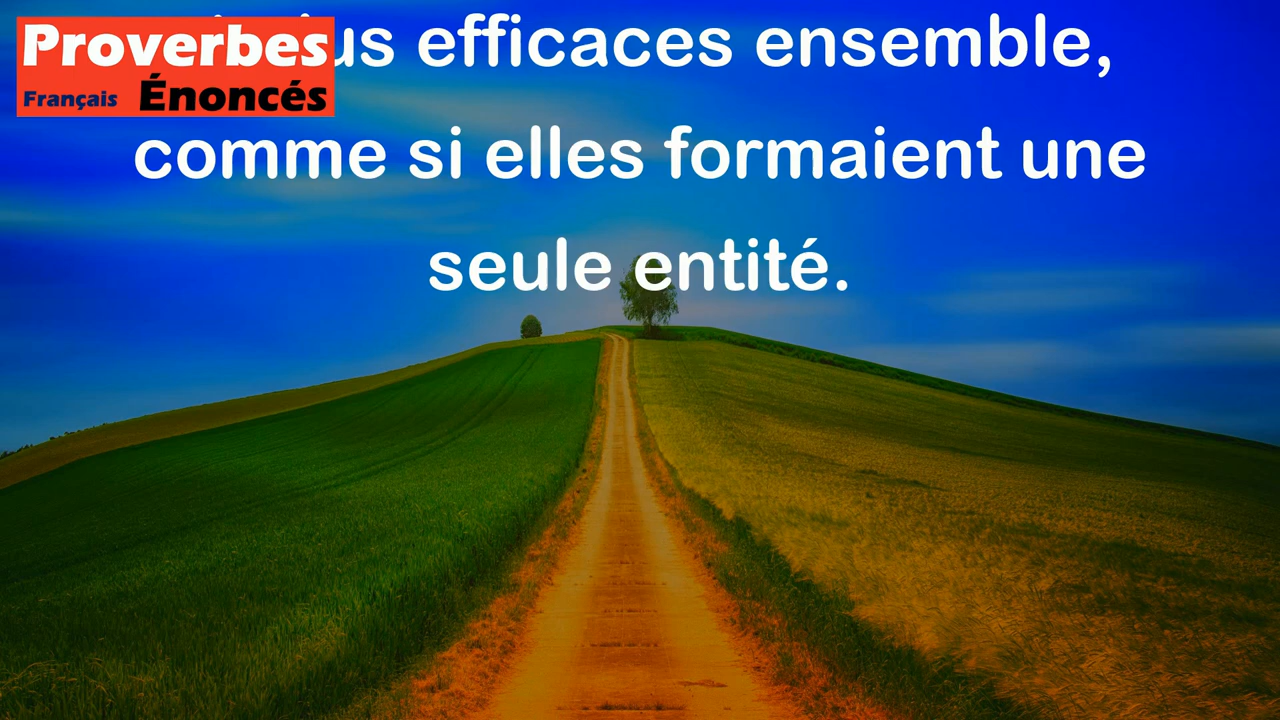 Proverbes
Français Énoncés
efficaces ensemble,
comme si elles formaient une
seule entité.